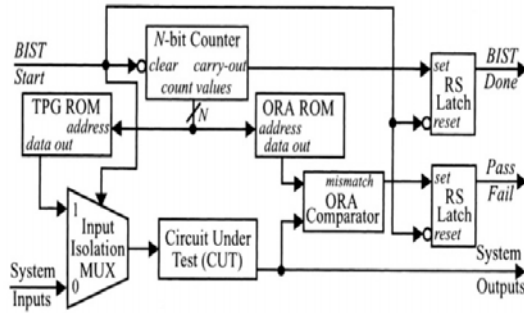 BIST
Start
N-bit Counter
clear carry-out
count values
N
set
RS
Latch
reset
BIST
Done
TPG ROM
address
data out
ORA ROM
address
data out
mismatch
ORA
Comparator
set
RS
Latch
reset
Pass
Fail
1
Input
Isolation
MUX
0
System
Inputs
Circuit Under
Test (CUT)
System
Outputs